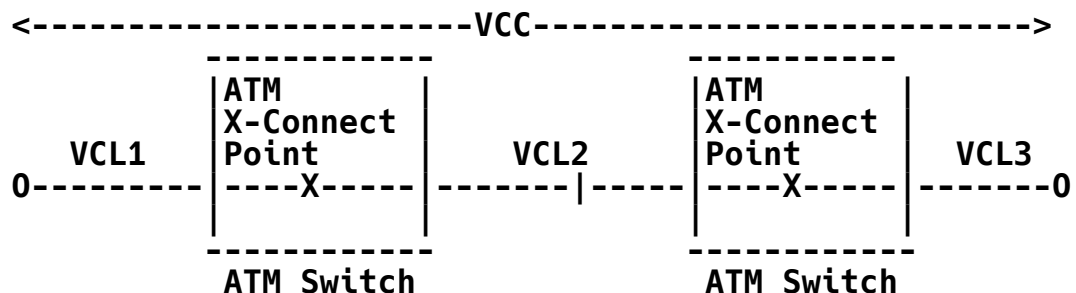 <-----------------------VCC-------------------------->
------------ -----------
|ATM | |ATM |
|X-Connect | |X-Connect |
VCL1 |Point | VCL2 |Point | VCL3
O---------|----X-----|-------|-----|----X-----|-------O
| | | |
------------ ------------
ATM Switch ATM Switch